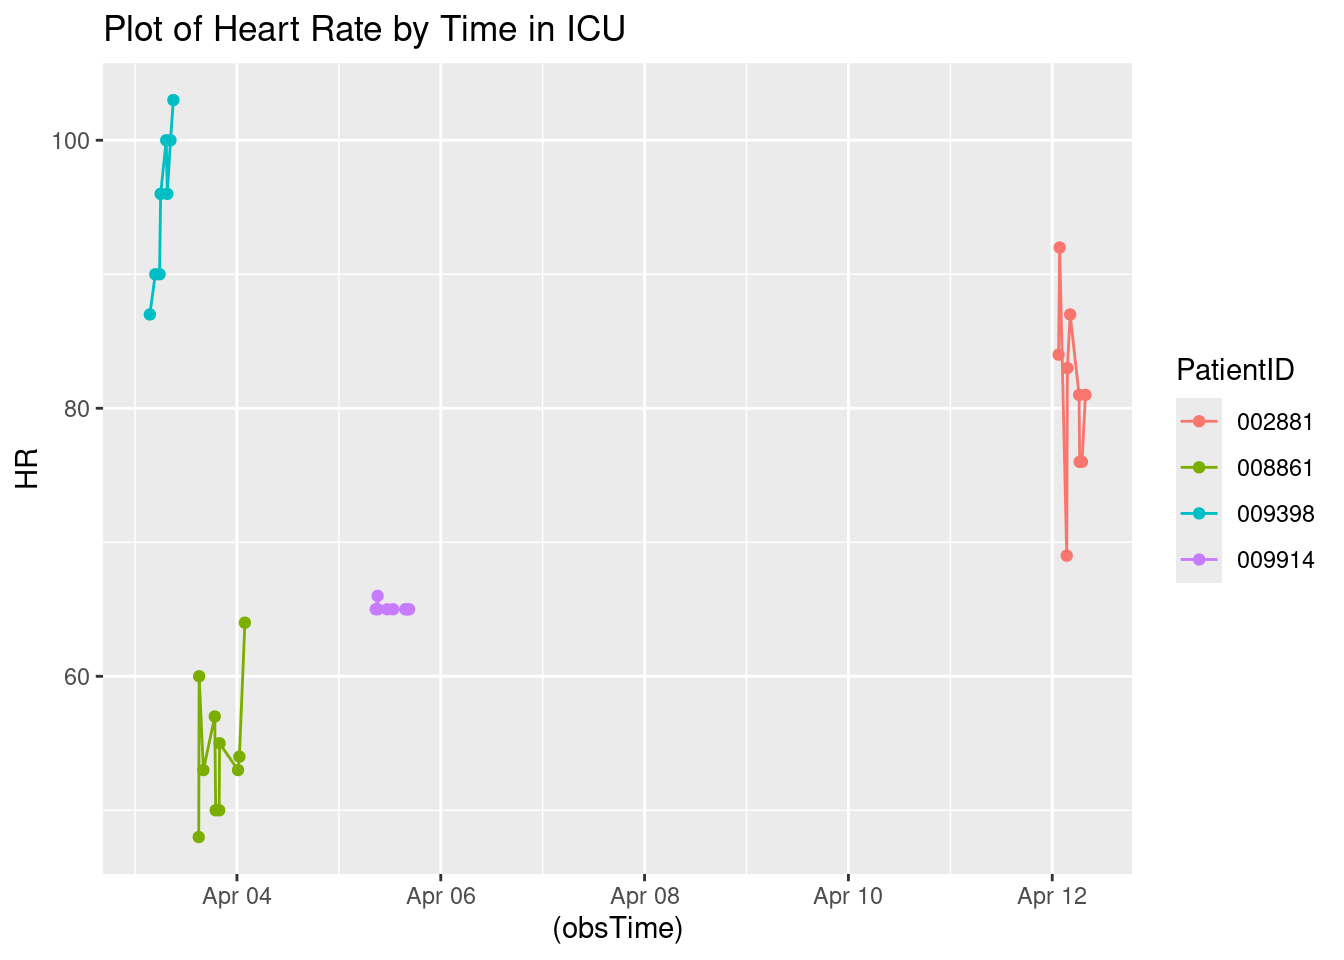 Plot of Heart Rate by Time in ICU
100
80
60
HR
Apr 04
Apr 06
Apr 08
Apr 10
Apr 12
(obsTime)
PatientID
002881
008861
009398
009914